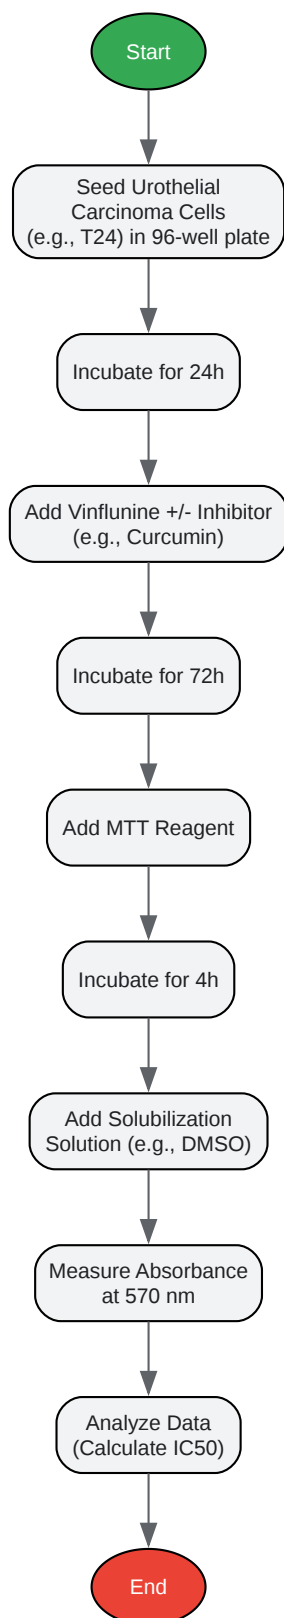 Start
Seed Urothelial
Carcinoma Cells
(e.g., T24) in 96-well plate
Incubate for 24h
Add Vinflunine +/- Inhibitor
(e.g., Curcumin)
Incubate for 72h
Add MTT Reagent
Incubate for 4h
Add Solubilization
Solution (e.g., DMSO)
Measure Absorbance
at 570 nm
Analyze Data
(Calculate IC50)
End